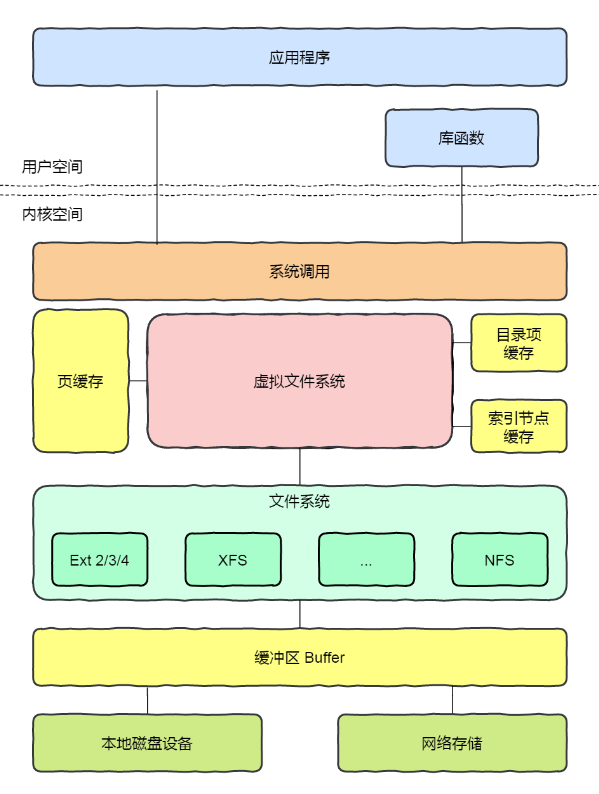 应用程序
库函数
用户空间
内核空间
系统调用
页缓存
虚拟文件系统
目录项
缓存
索引节点
缓存
文件系统
Ext 2/3/4
XFS
...
NFS
缓冲区 Buffer
本地磁盘设备
网络存储